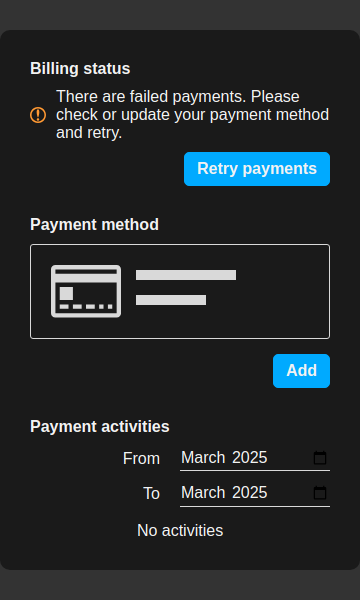 Billing status
There are failed payments. Please
check or update your payment method
and retry.
Retry payments
Payment method
Add
Payment activities
From March 2025
To March 2025
No activities